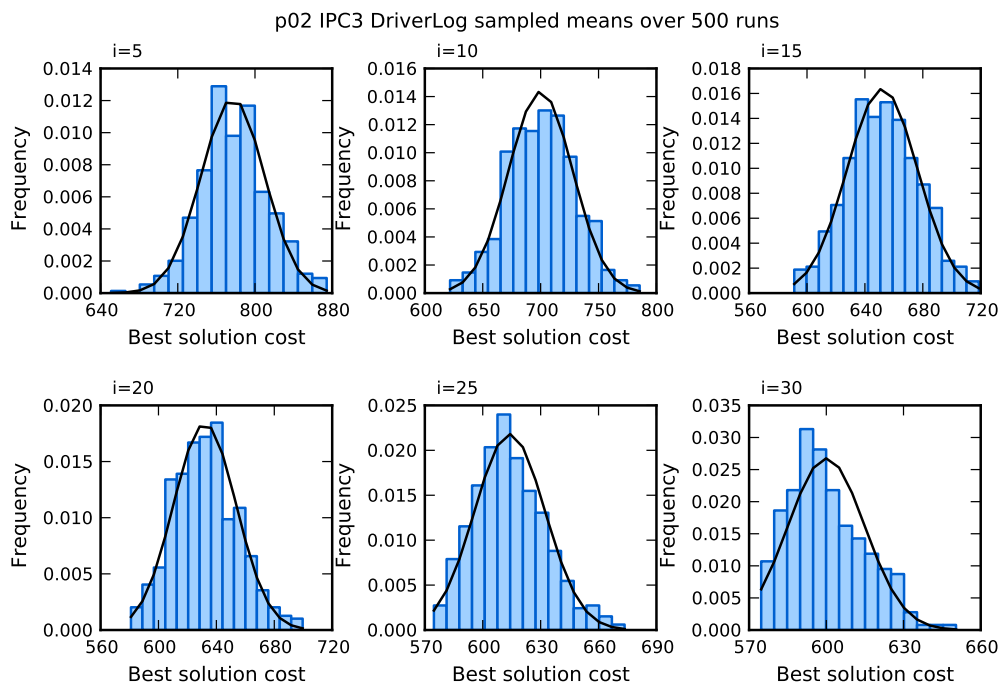 p02 IPC3 DriverLog sampled means over 500 runs
i=5
0.014
0.012
0.010
0.008
0.006
0.004
0.002
0.000
640 720 800 880
Frequency
Best solution cost
i=10
0.016
0.014
0.012
0.010
0.008
0.006
0.004
0.002
0.000
600 650 700 750 800
Frequency
Best solution cost
i=15
0.018
0.016
0.014
0.012
0.010
0.008
0.006
0.004
0.002
0.000
560 600 640 680 720
Frequency
Best solution cost
i=20
0.020
0.015
0.010
0.005
0.000
560 600 640 680 720
Frequency
Best solution cost
i=25
0.025
0.020
0.015
0.010
0.005
0.000
570 600 630 660 690
Frequency
Best solution cost
i=30
0.035
0.030
0.025
0.020
0.015
0.010
0.005
0.000
570 600 630 660
Frequency
Best solution cost